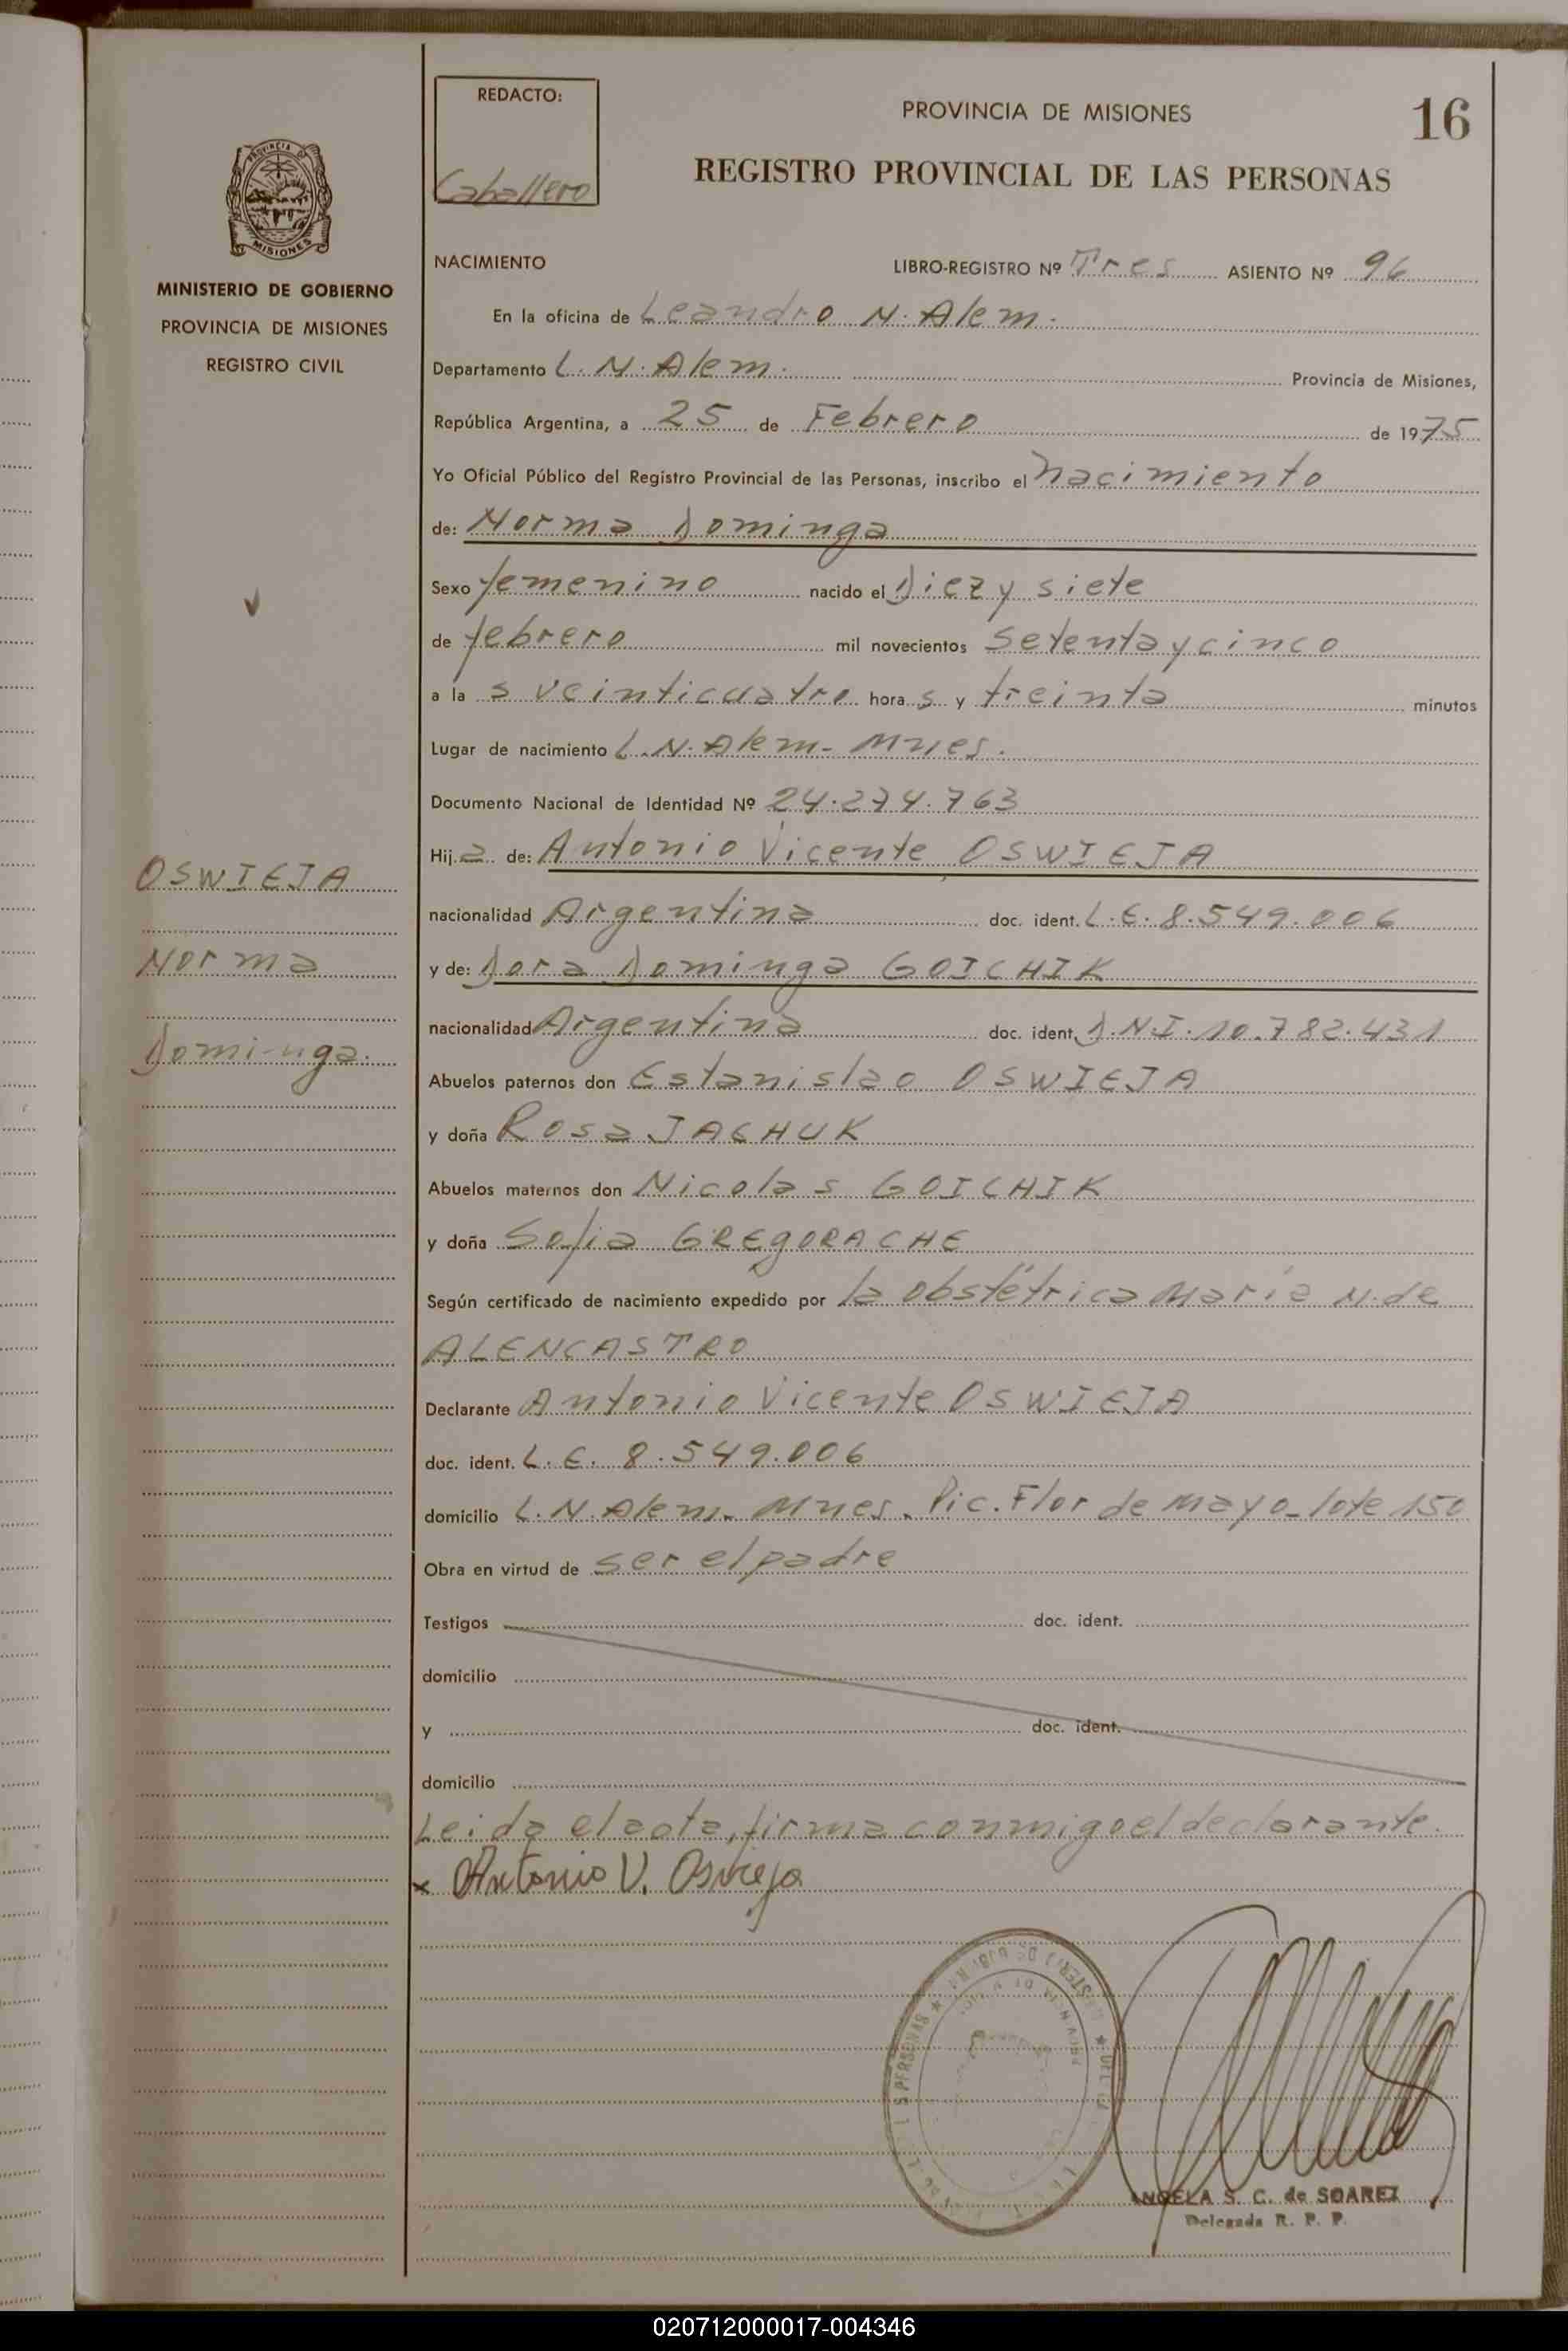 REDACTO:
Caballero
PROVINCIA DE MISIONES
16
REGISTRO PROVINCIAL DE LAS PERSONAS
PROVINCIA DE
MISIONES
MINISTERIO DE GOBIERNO
PROVINCIA DE MISIONES
REGISTRO CIVIL
NACIMIENTO LIBRO-REGISTRO Nº Tres ASIENTO Nº 96
En la oficina de Leandro N. Alem.
Departamento L. N. Alem. Provincia de Misiones,
República Argentina, a 25 de Febrero de 1975
Yo Oficial Público del Registro Provincial de las Personas, inscribo el nacimiento
de: Norma Dominga
Sexo femenino nacido el Diez y siete
de febrero mil novecientos setenta y cinco
a la s veinticuatro hora s y treinta minutos
Lugar de nacimiento L. N. Alem - Mnes.
Documento Nacional de Identidad Nº 24.274.763
Hij a de: Antonio Vicente OSWIEJA
nacionalidad Argentina doc. ident. L. E. 8.549.006
y de: Dora Dominga GOICHIK
nacionalidad Argentina doc. ident. D.N.I. 10.782.431
Abuelos paternos don Estanislao OSWIEJA
y doña Rosa JACHUK
Abuelos maternos don Nicolas GOICHIK
y doña Sofia GREGORACHE
Según certificado de nacimiento expedido por la obstétrica María N. de
ALENCASTRO
Declarante Antonio Vicente OSWIEJA
doc. ident. L. E. 8.549.006
domicilio L. N. Alem. Mnes. Pic. Flor de mayo - lote 150
Obra en virtud de ser el padre
Testigos doc. ident.
domicilio
y doc. ident.
domicilio
Leida el acta, firma conmigo el declarante.
x Antonio V. Oswieja
OSWIEJA
Norma
Dominga.
ANGELA S. C. de SOAREZ
Delegada R. P. P.
020712000017-004346